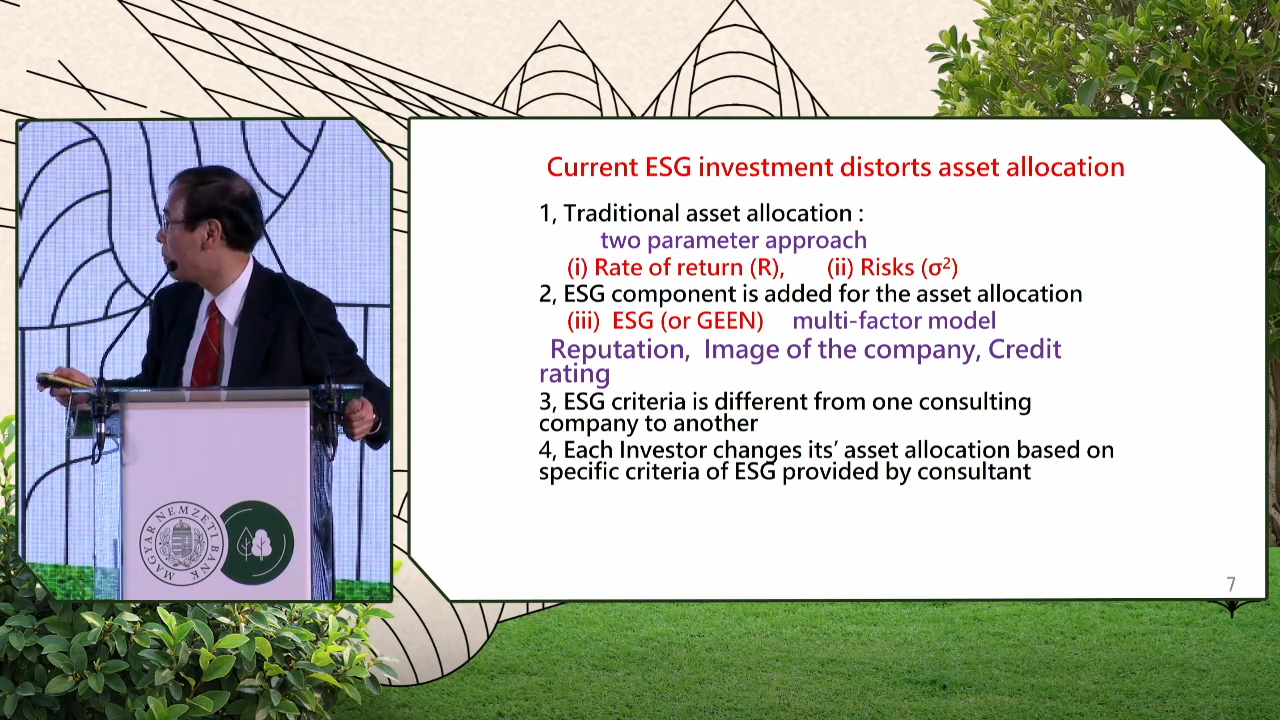 Current ESG investment distorts asset allocation
1, Traditional asset allocation :
two parameter approach
(i) Rate of return (R), (ii) Risks (σ²)
2, ESG component is added for the asset allocation
(iii) ESG (or GEEN) multi-factor model
Reputation, Image of the company, Credit
rating
3, ESG criteria is different from one consulting
company to another
4, Each Investor changes its′ asset allocation based on
specific criteria of ESG provided by consultant
7
MAGYAR NEMZETI BANK